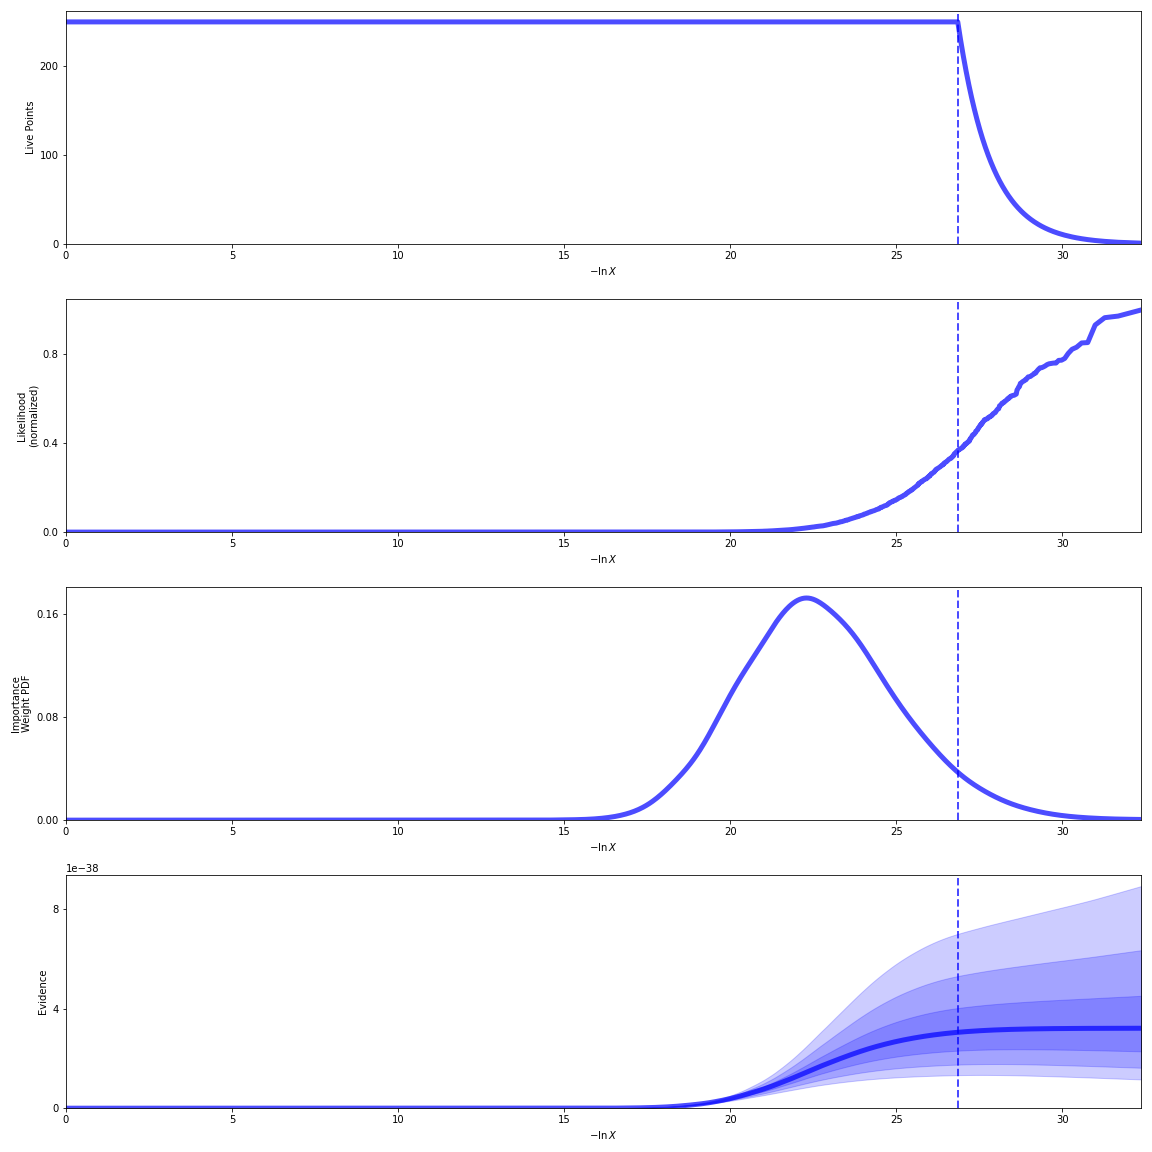 200
100
0
Live Points
0 5 10 15 20 25 30
−ln X
0.8
0.4
0.0
Likelihood
(normalized)
0 5 10 15 20 25 30
−ln X
0.16
0.08
0.00
Importance
Weight PDF
0 5 10 15 20 25 30
−ln X
1e−38
8
4
0
Evidence
0 5 10 15 20 25 30
−ln X